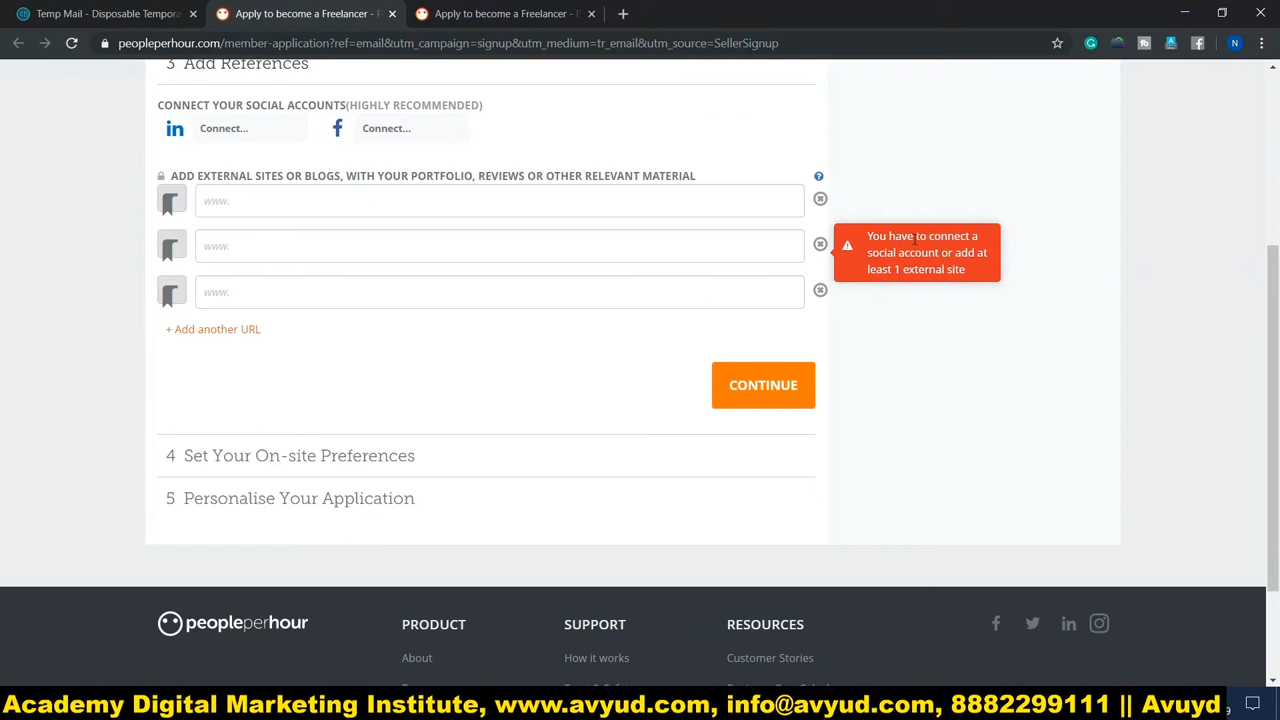 Temp Mail - Disposable Tempora
Apply to become a Freelancer - P
Apply to become a Freelancer - P
peopleperhour.com/member-application?ref=email&utm_campaign=signup&utm_medium=tr_email&utm_source=SellerSignup
N
3 Add References
CONNECT YOUR SOCIAL ACCOUNTS(HIGHLY RECOMMENDED)
in Connect... f Connect...
ADD EXTERNAL SITES OR BLOGS, WITH YOUR PORTFOLIO, REVIEWS OR OTHER RELEVANT MATERIAL
www.
You have to connect a
social account or add at
least 1 external site
www.
www.
+ Add another URL
CONTINUE
4 Set Your On-site Preferences
5 Personalise Your Application
peopleperhour
PRODUCT
SUPPORT
RESOURCES
About
How it works
Customer Stories
Academy Digital Marketing Institute, www.avyud.com, info@avyud.com, 8882299111 || Avyud